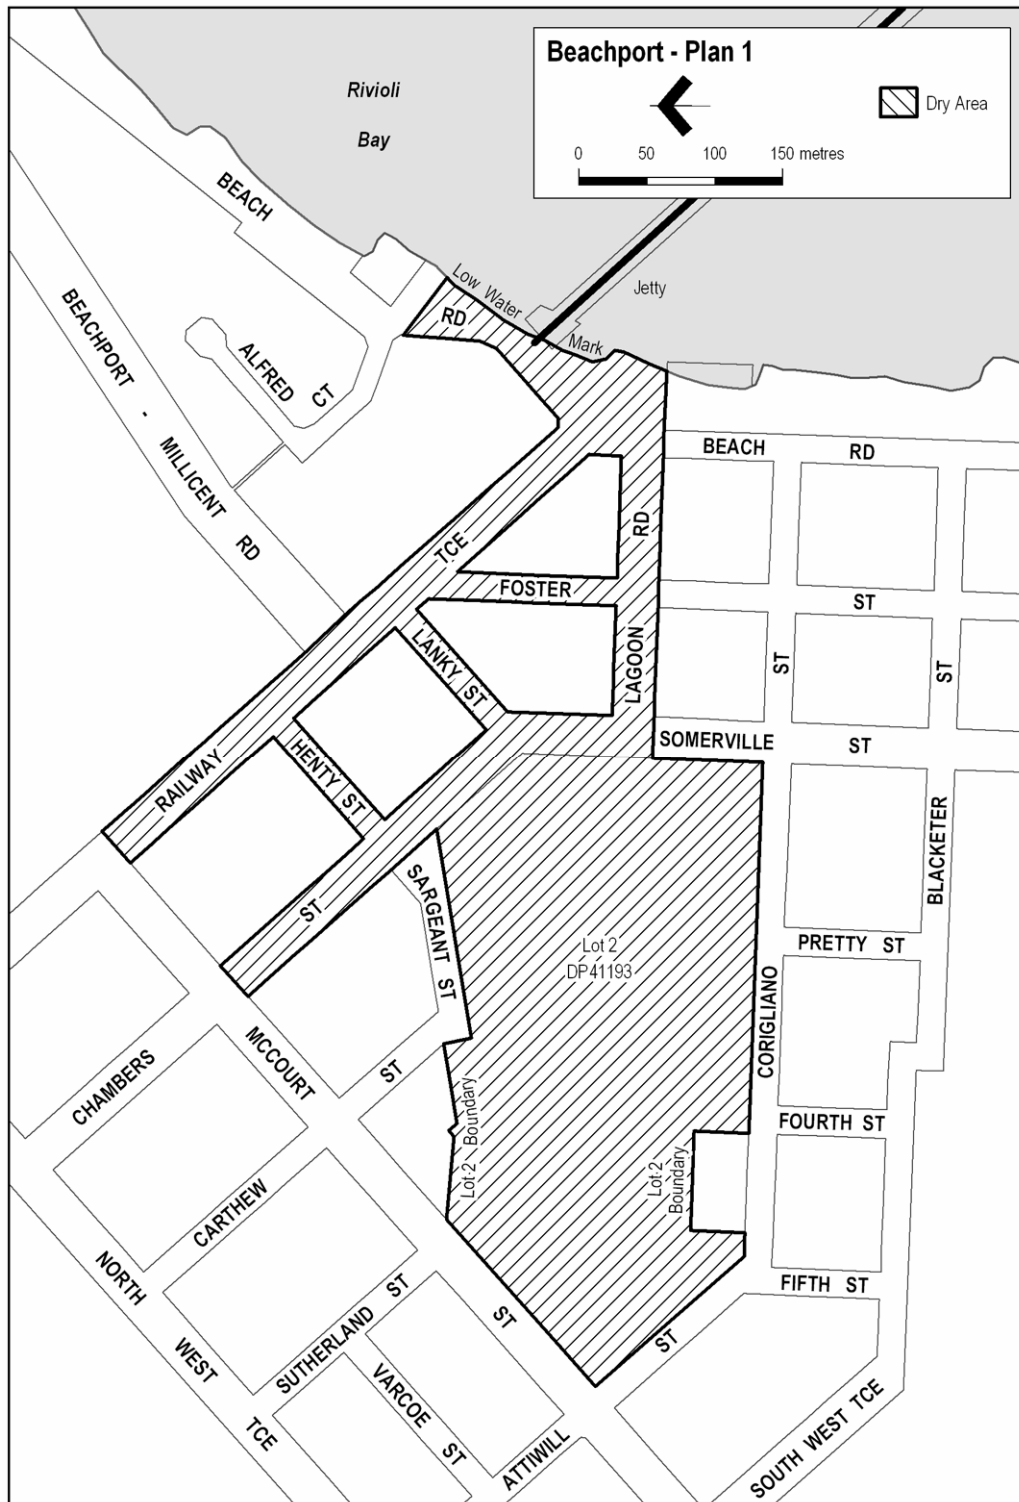 Beachport - Plan 1
Dry Area
0 50 100 150 metres
Rivioli
Bay
BEACH
RD
Low Water
Mark
Jetty
BEACHPORT - MILLICENT RD
ALFRED CT
BEACH RD
TCE
RD
FOSTER
ST
LANKY ST
LAGOON
ST
ST
SOMERVILLE ST
RAILWAY
HENTY ST
BLACKETER
ST
SARGEANT ST
Lot 2
DP41193
PRETTY ST
CORIGLIANO
MCCOURT
ST
CHAMBERS
Lot 2
Boundary
FOURTH ST
Lot 2
Boundary
CARTHEW
NORTH WEST TCE
SUTHERLAND ST
ST
FIFTH ST
ST
VARCOE ST
ATTIWILL
SOUTH WEST TCE